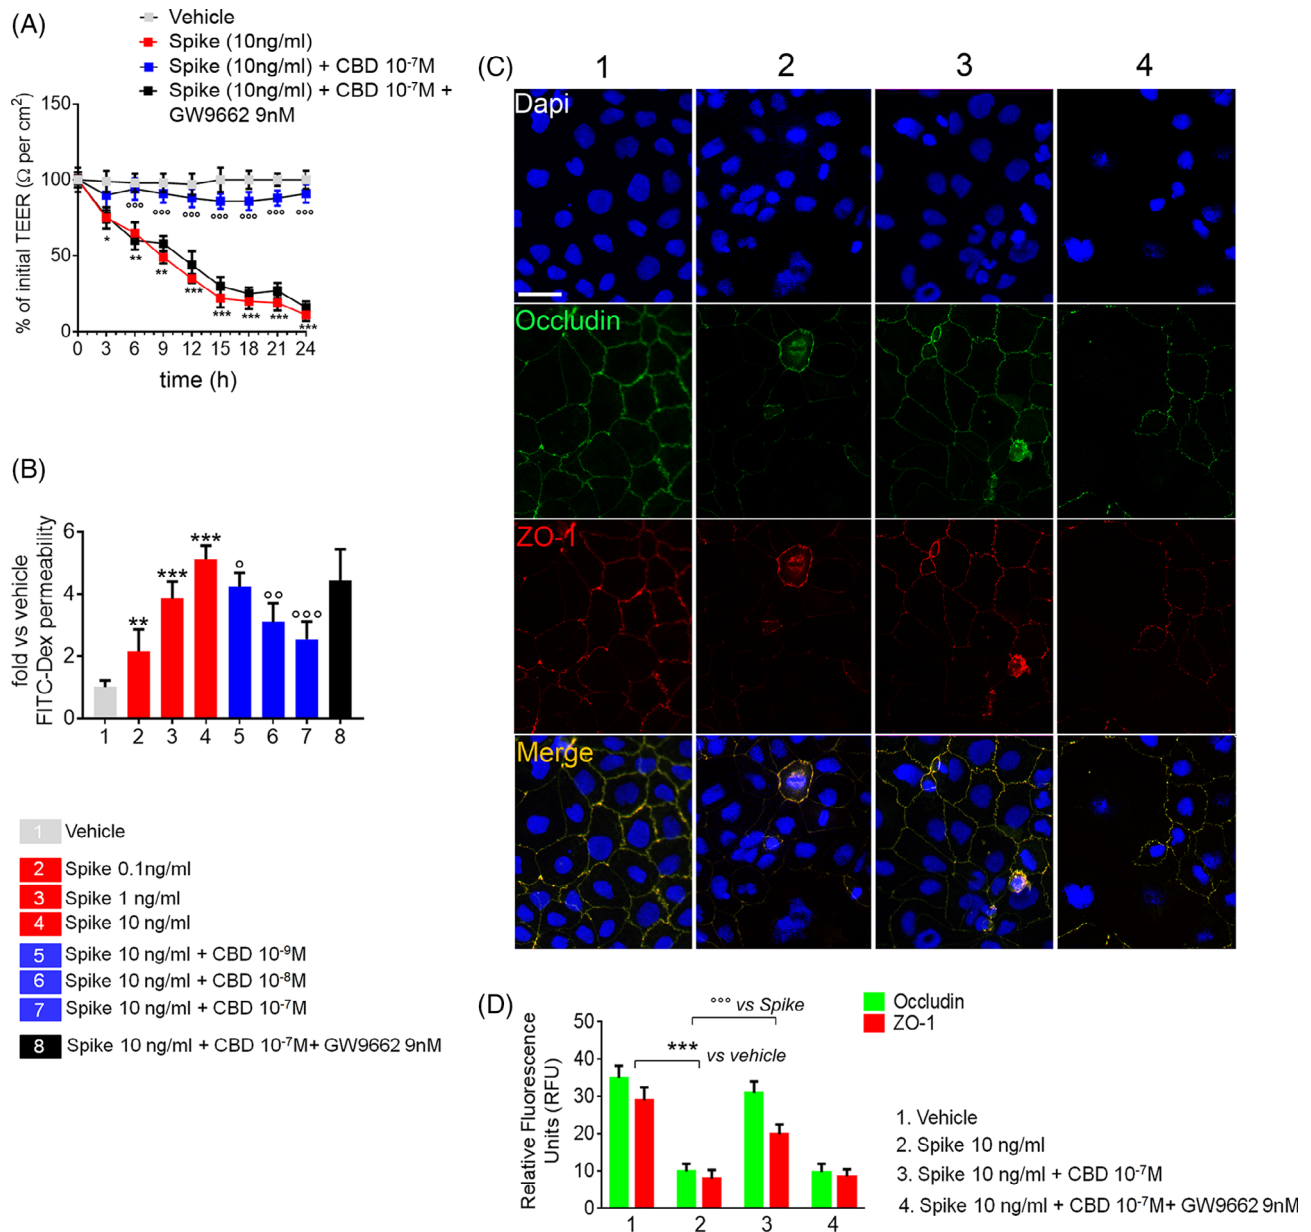 (A)
Vehicle
Spike (10ng/ml)
Spike (10ng/ml) + CBD 10⁻⁷M
Spike (10ng/ml) + CBD 10⁻⁷M +
GW9662 9nM
% of initial TEER (Ω per cm²)
150
100
50
0
°°° °°° °°° °°° °°° °°° °°°
* ** ** *** *** *** *** ***
0 3 6 9 12 15 18 21 24
time (h)
(B)
fold vs vehicle
FITC-Dex permeability
6
4
2
0
** *** *** ° °° °°°
1 2 3 4 5 6 7 8
1 Vehicle
2 Spike 0.1ng/ml
3 Spike 1 ng/ml
4 Spike 10 ng/ml
5 Spike 10 ng/ml + CBD 10⁻⁹M
6 Spike 10 ng/ml + CBD 10⁻⁸M
7 Spike 10 ng/ml + CBD 10⁻⁷M
8 Spike 10 ng/ml + CBD 10⁻⁷M+ GW9662 9nM
(C)
1 2 3 4
Dapi
Occludin
ZO-1
Merge
(D)
Occludin
ZO-1
°°° vs Spike
*** vs vehicle
Relative Fluorescence
Units (RFU)
50
40
30
20
10
0
1 2 3 4
1. Vehicle
2. Spike 10 ng/ml
3. Spike 10 ng/ml + CBD 10⁻⁷M
4. Spike 10 ng/ml + CBD 10⁻⁷M+ GW9662 9nM